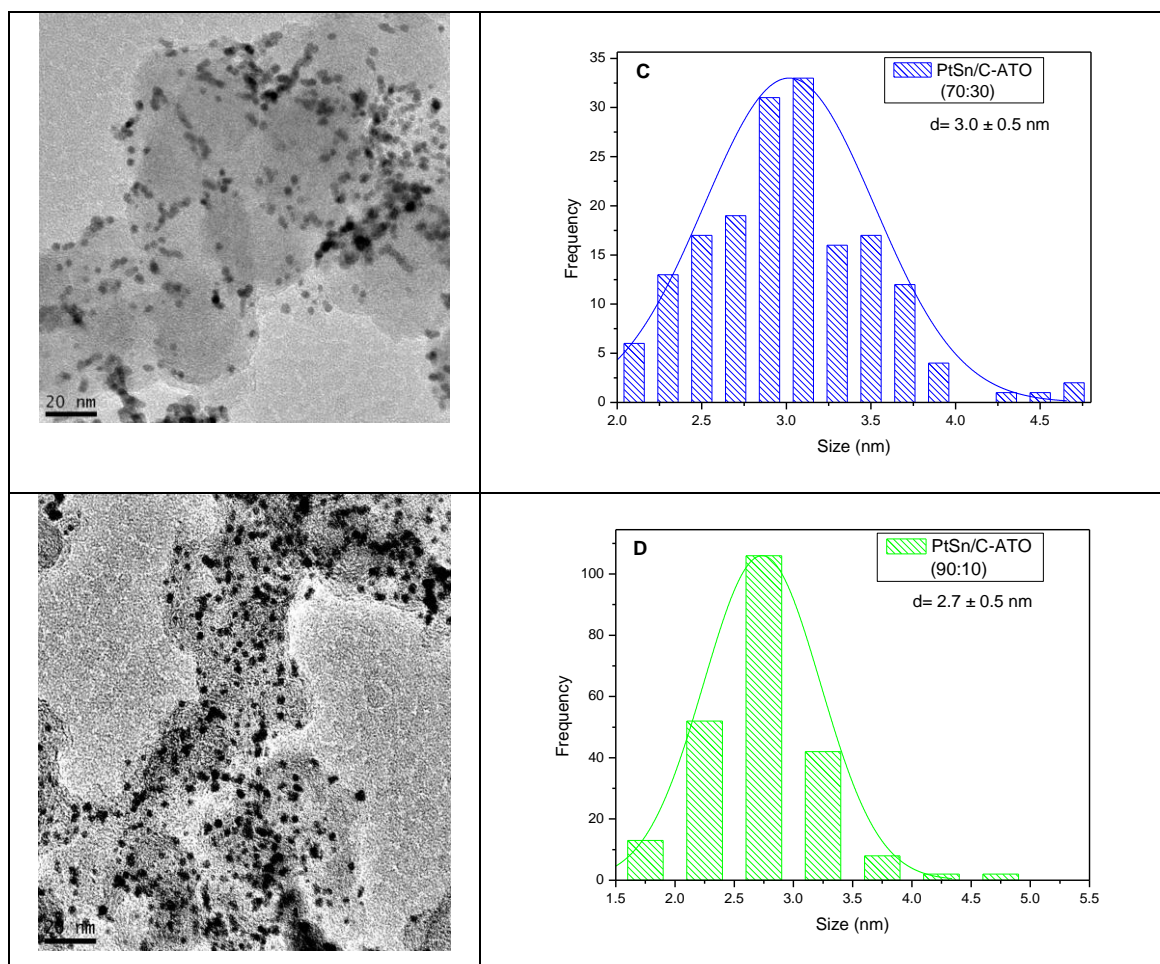 20 nm
C
PtSn/C-ATO
(70:30)
d= 3.0 ± 0.5 nm
35
30
25
20
15
10
5
0
Frequency
2.0 2.5 3.0 3.5 4.0 4.5
Size (nm)
20 nm
D
PtSn/C-ATO
(90:10)
d= 2.7 ± 0.5 nm
100
80
60
40
20
0
Frequency
1.5 2.0 2.5 3.0 3.5 4.0 4.5 5.0 5.5
Size (nm)